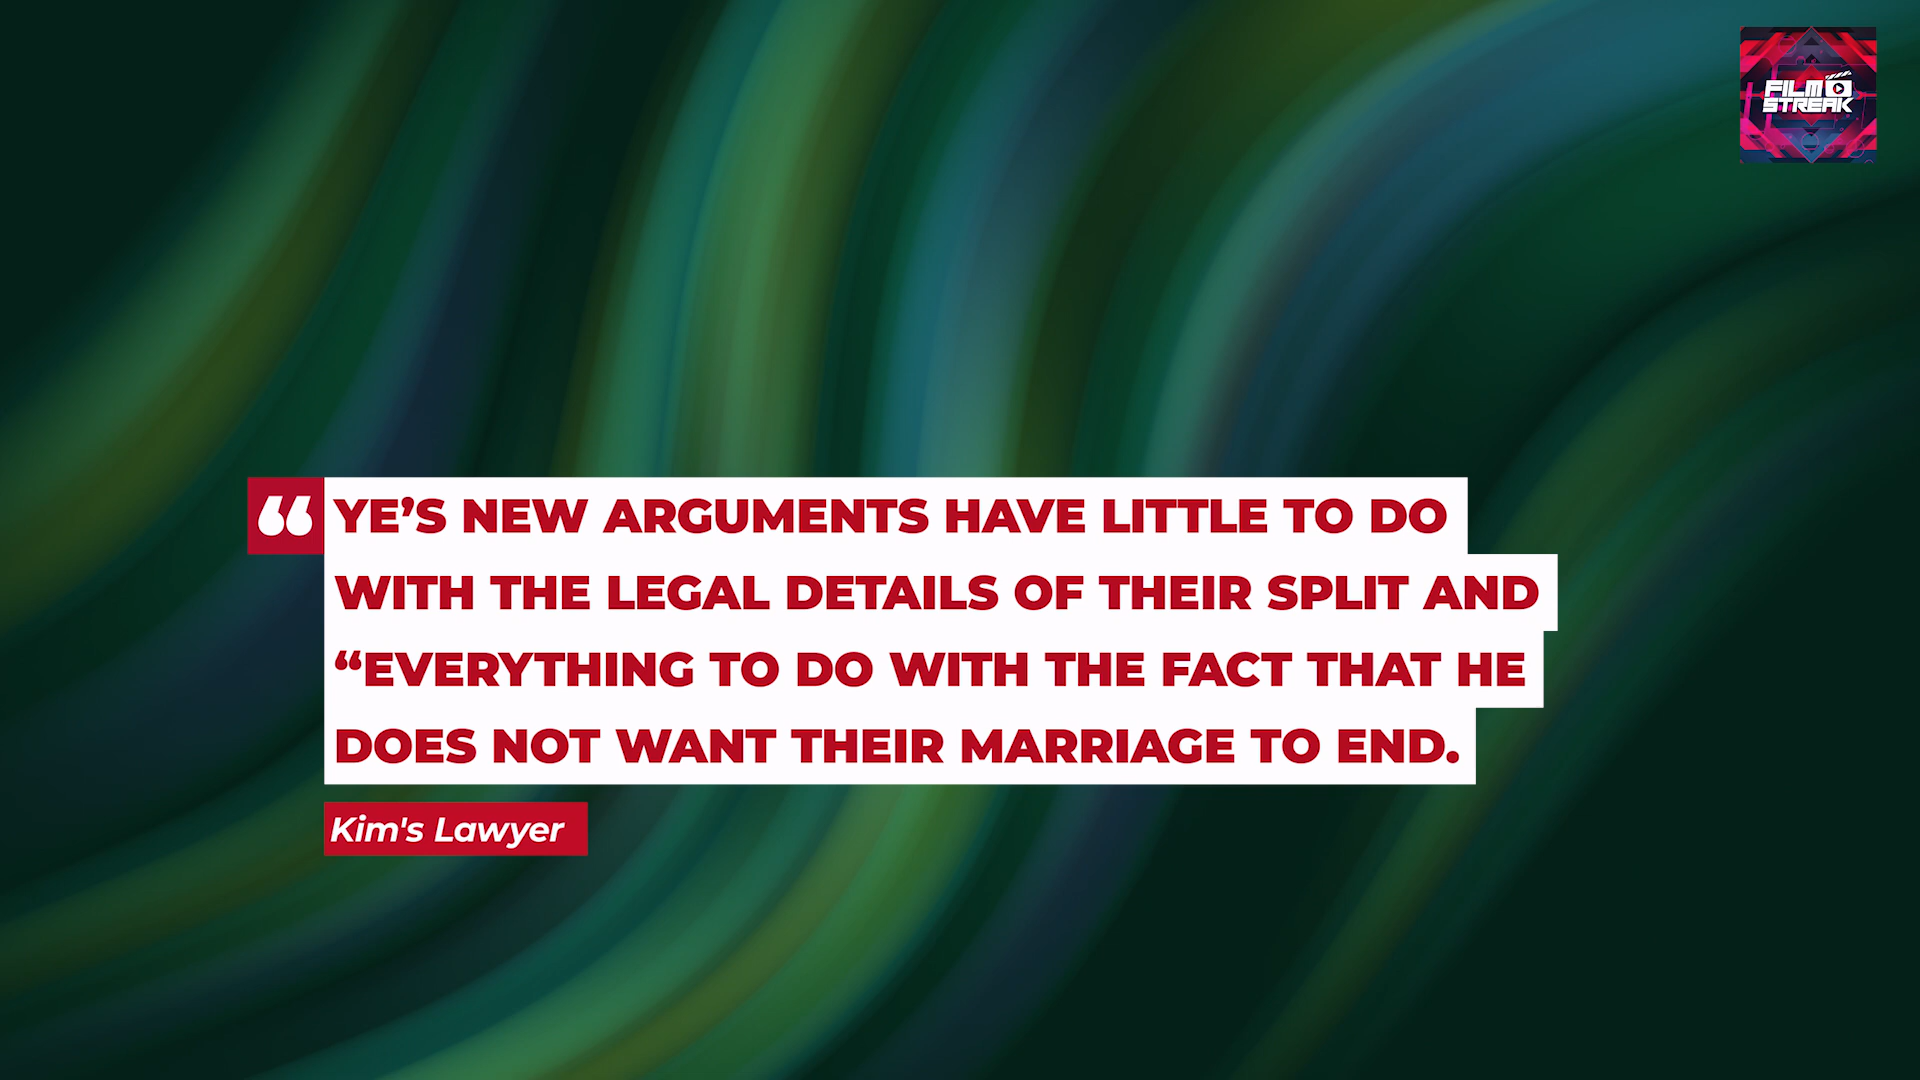 FILM
STREAK
“
YE’S NEW ARGUMENTS HAVE LITTLE TO DO
WITH THE LEGAL DETAILS OF THEIR SPLIT AND
“EVERYTHING TO DO WITH THE FACT THAT HE
DOES NOT WANT THEIR MARRIAGE TO END.
Kim's Lawyer